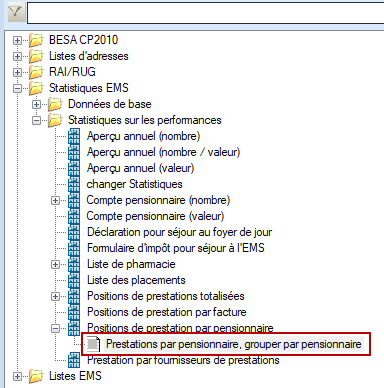 BESA CP2010
Listes d'adresses
RAI/RUG
Statistiques EMS
Données de base
Statistiques sur les performances
Aperçu annuel (nombre)
Aperçu annuel (nombre / valeur)
Aperçu annuel (valeur)
changer Statistiques
Compte pensionnaire (nombre)
Compte pensionnaire (valeur)
Déclaration pour séjour au foyer de jour
Formulaire d'impôt pour séjour à l'EMS
Liste de pharmacie
Liste des placements
Positions de prestations totalisées
Positions de prestation par facture
Positions de prestation par pensionnaire
Prestations par pensionnaire, grouper par pensionnaire
Prestation par fournisseurs de prestations
Listes EMS